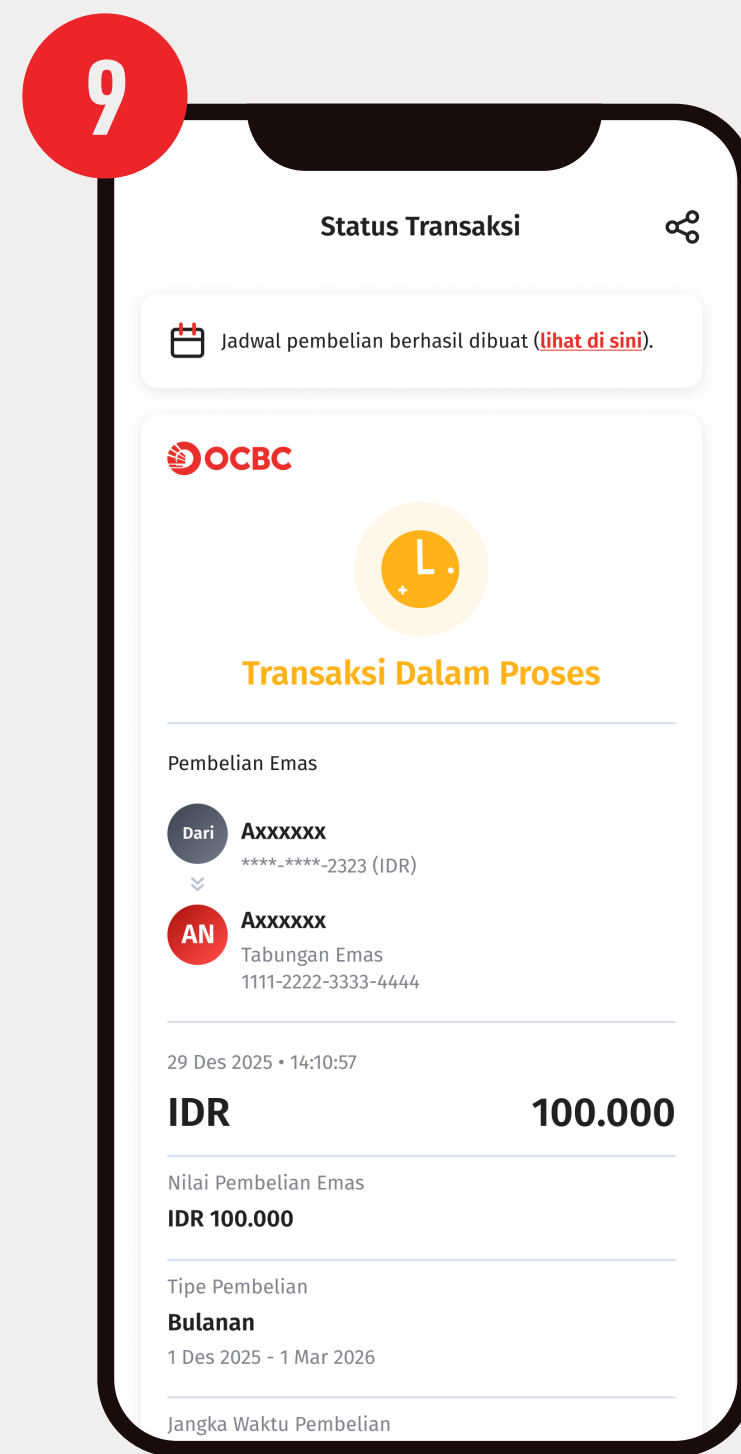 9
Status Transaksi
Jadwal pembelian berhasil dibuat (lihat di sini).
OCBC
Transaksi Dalam Proses
Pembelian Emas
Dari
Axxxxxx
****-****-2323 (IDR)
AN
Axxxxxx
Tabungan Emas
1111-2222-3333-4444
29 Des 2025 • 14:10:57
IDR 100.000
Nilai Pembelian Emas
IDR 100.000
Tipe Pembelian
Bulanan
1 Des 2025 - 1 Mar 2026
Jangka Waktu Pembelian